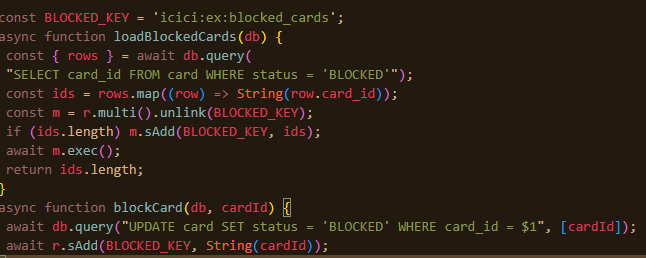 const BLOCKED_KEY = 'icici:ex:blocked_cards';
async function loadBlockedCards(db) {
const { rows } = await db.query(
"SELECT card_id FROM card WHERE status = 'BLOCKED'");
const ids = rows.map((row) => String(row.card_id));
const m = r.multi().unlink(BLOCKED_KEY);
if (ids.length) m.sAdd(BLOCKED_KEY, ids);
await m.exec();
return ids.length;
}
async function blockCard(db, cardId) {
await db.query("UPDATE card SET status = 'BLOCKED' WHERE card_id = $1", [cardId]);
await r.sAdd(BLOCKED_KEY, String(cardId));